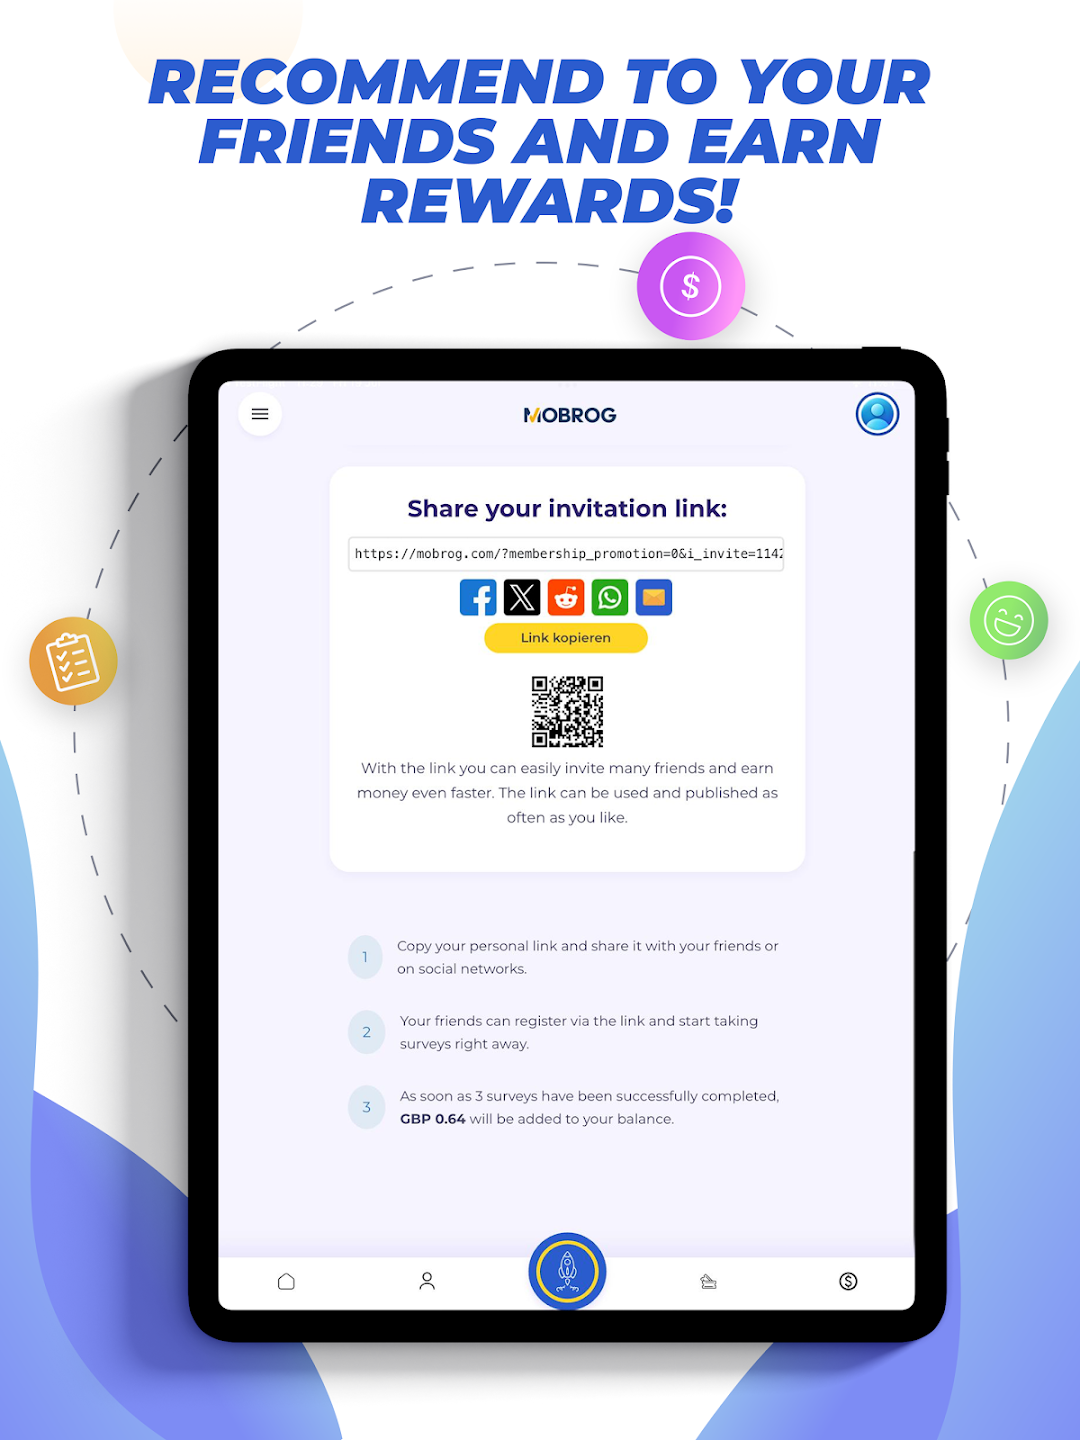 RECOMMEND TO YOUR
FRIENDS AND EARN
REWARDS!
$
MOBROG
Share your invitation link:
https://mobrog.com/?membership_promotion=0&i_invite=1142
Link kopieren
With the link you can easily invite many friends and earn
money even faster. The link can be used and published as
often as you like.
1
Copy your personal link and share it with your friends or
on social networks.
2
Your friends can register via the link and start taking
surveys right away.
3
As soon as 3 surveys have been successfully completed,
GBP 0.64 will be added to your balance.
$